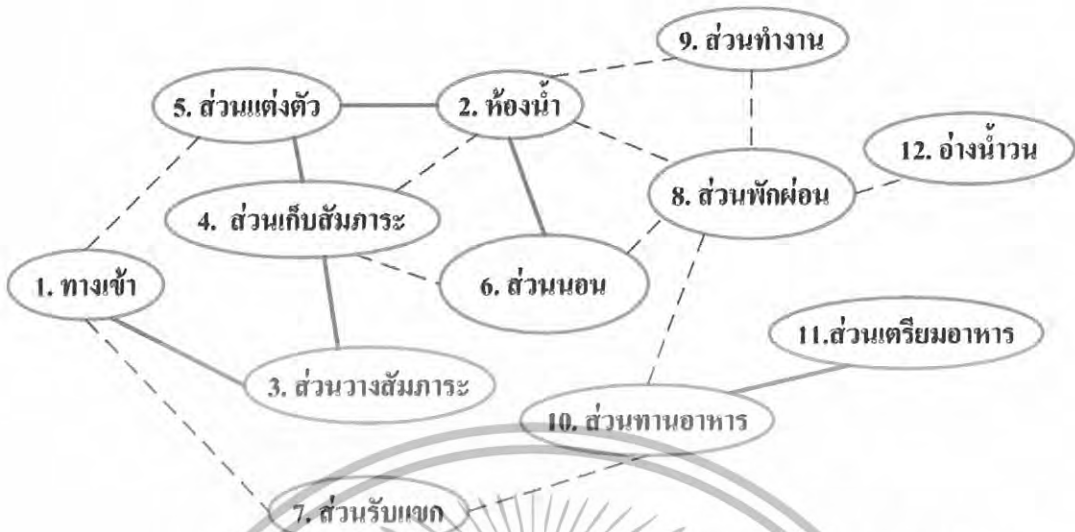 9. ส่วนทำงาน
5. ส่วนแต่งตัว
2. ห้องน้ำ
12. อ่างน้ำวน
8. ส่วนพักผ่อน
4. ส่วนเก็บสัมภาระ
1. ทางเข้า
6. ส่วนนอน
11.ส่วนเตรียมอาหาร
3. ส่วนวางสัมภาระ
10. ส่วนทานอาหาร
7. ส่วนรับแขก